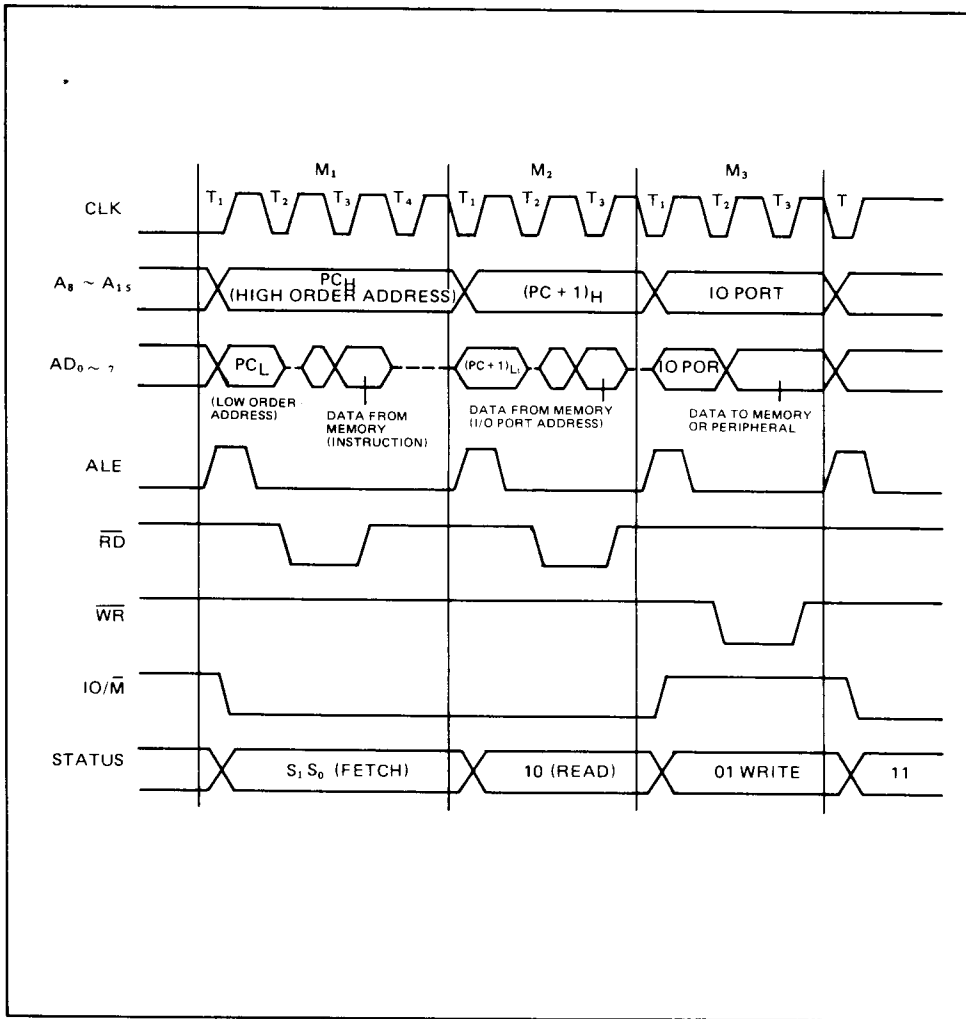 M₁ M₂ M₃
CLK T₁ T₂ T₃ T₄ T₁ T₂ T₃ T₁ T₂ T₃ T
A₈ ~ A₁₅ PCH (PC + 1)H IO PORT
(HIGH ORDER ADDRESS)
AD₀ ~ ₇ PCL (PC + 1)L IO POR
(LOW ORDER ADDRESS)
DATA FROM
MEMORY
(INSTRUCTION)
DATA FROM MEMORY
(I/O PORT ADDRESS)
DATA TO MEMORY
OR PERIPHERAL
ALE
R̅D̅
W̅R̅
IO/M̅
STATUS S₁ S₀ (FETCH) 10 (READ) 01 WRITE 11